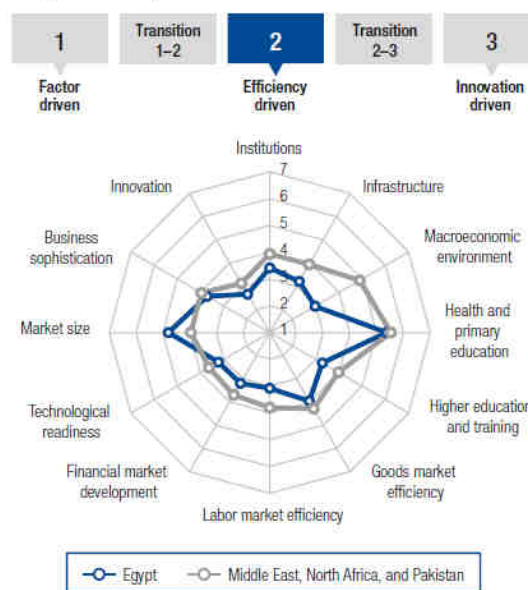 1
Transition
1–2
2
Transition
2–3
3
Factor
driven
Efficiency
driven
Innovation
driven
Institutions
7
6
5
4
3
2
1
Infrastructure
Macroeconomic
environment
Health and
primary
education
Higher education
and training
Goods market
efficiency
Labor market efficiency
Financial market
development
Technological
readiness
Market size
Business
sophistication
Innovation
Egypt
Middle East, North Africa, and Pakistan